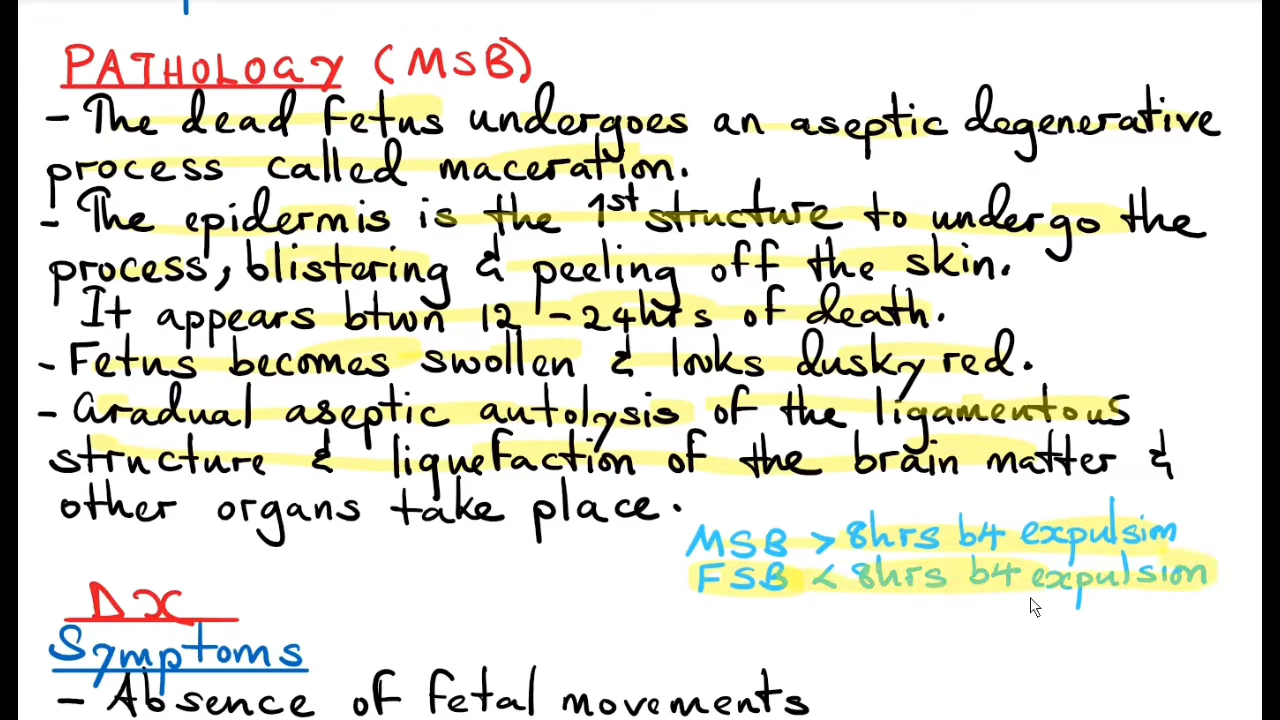 PATHOLOGY (MSB)
- The dead fetus undergoes an aseptic degenerative
process called maceration.
- The epidermis is the 1st structure to undergo the
process, blistering & peeling off the skin.
It appears btwn 12 - 24hrs of death.
- Fetus becomes swollen & looks dusky red.
- Gradual aseptic autolysis of the ligamentous
structure & liquefaction of the brain matter &
other organs take place.
MSB > 8hrs b4 expulsion
FSB < 8hrs b4 expulsion
Dx
Symptoms
- Absence of fetal movements